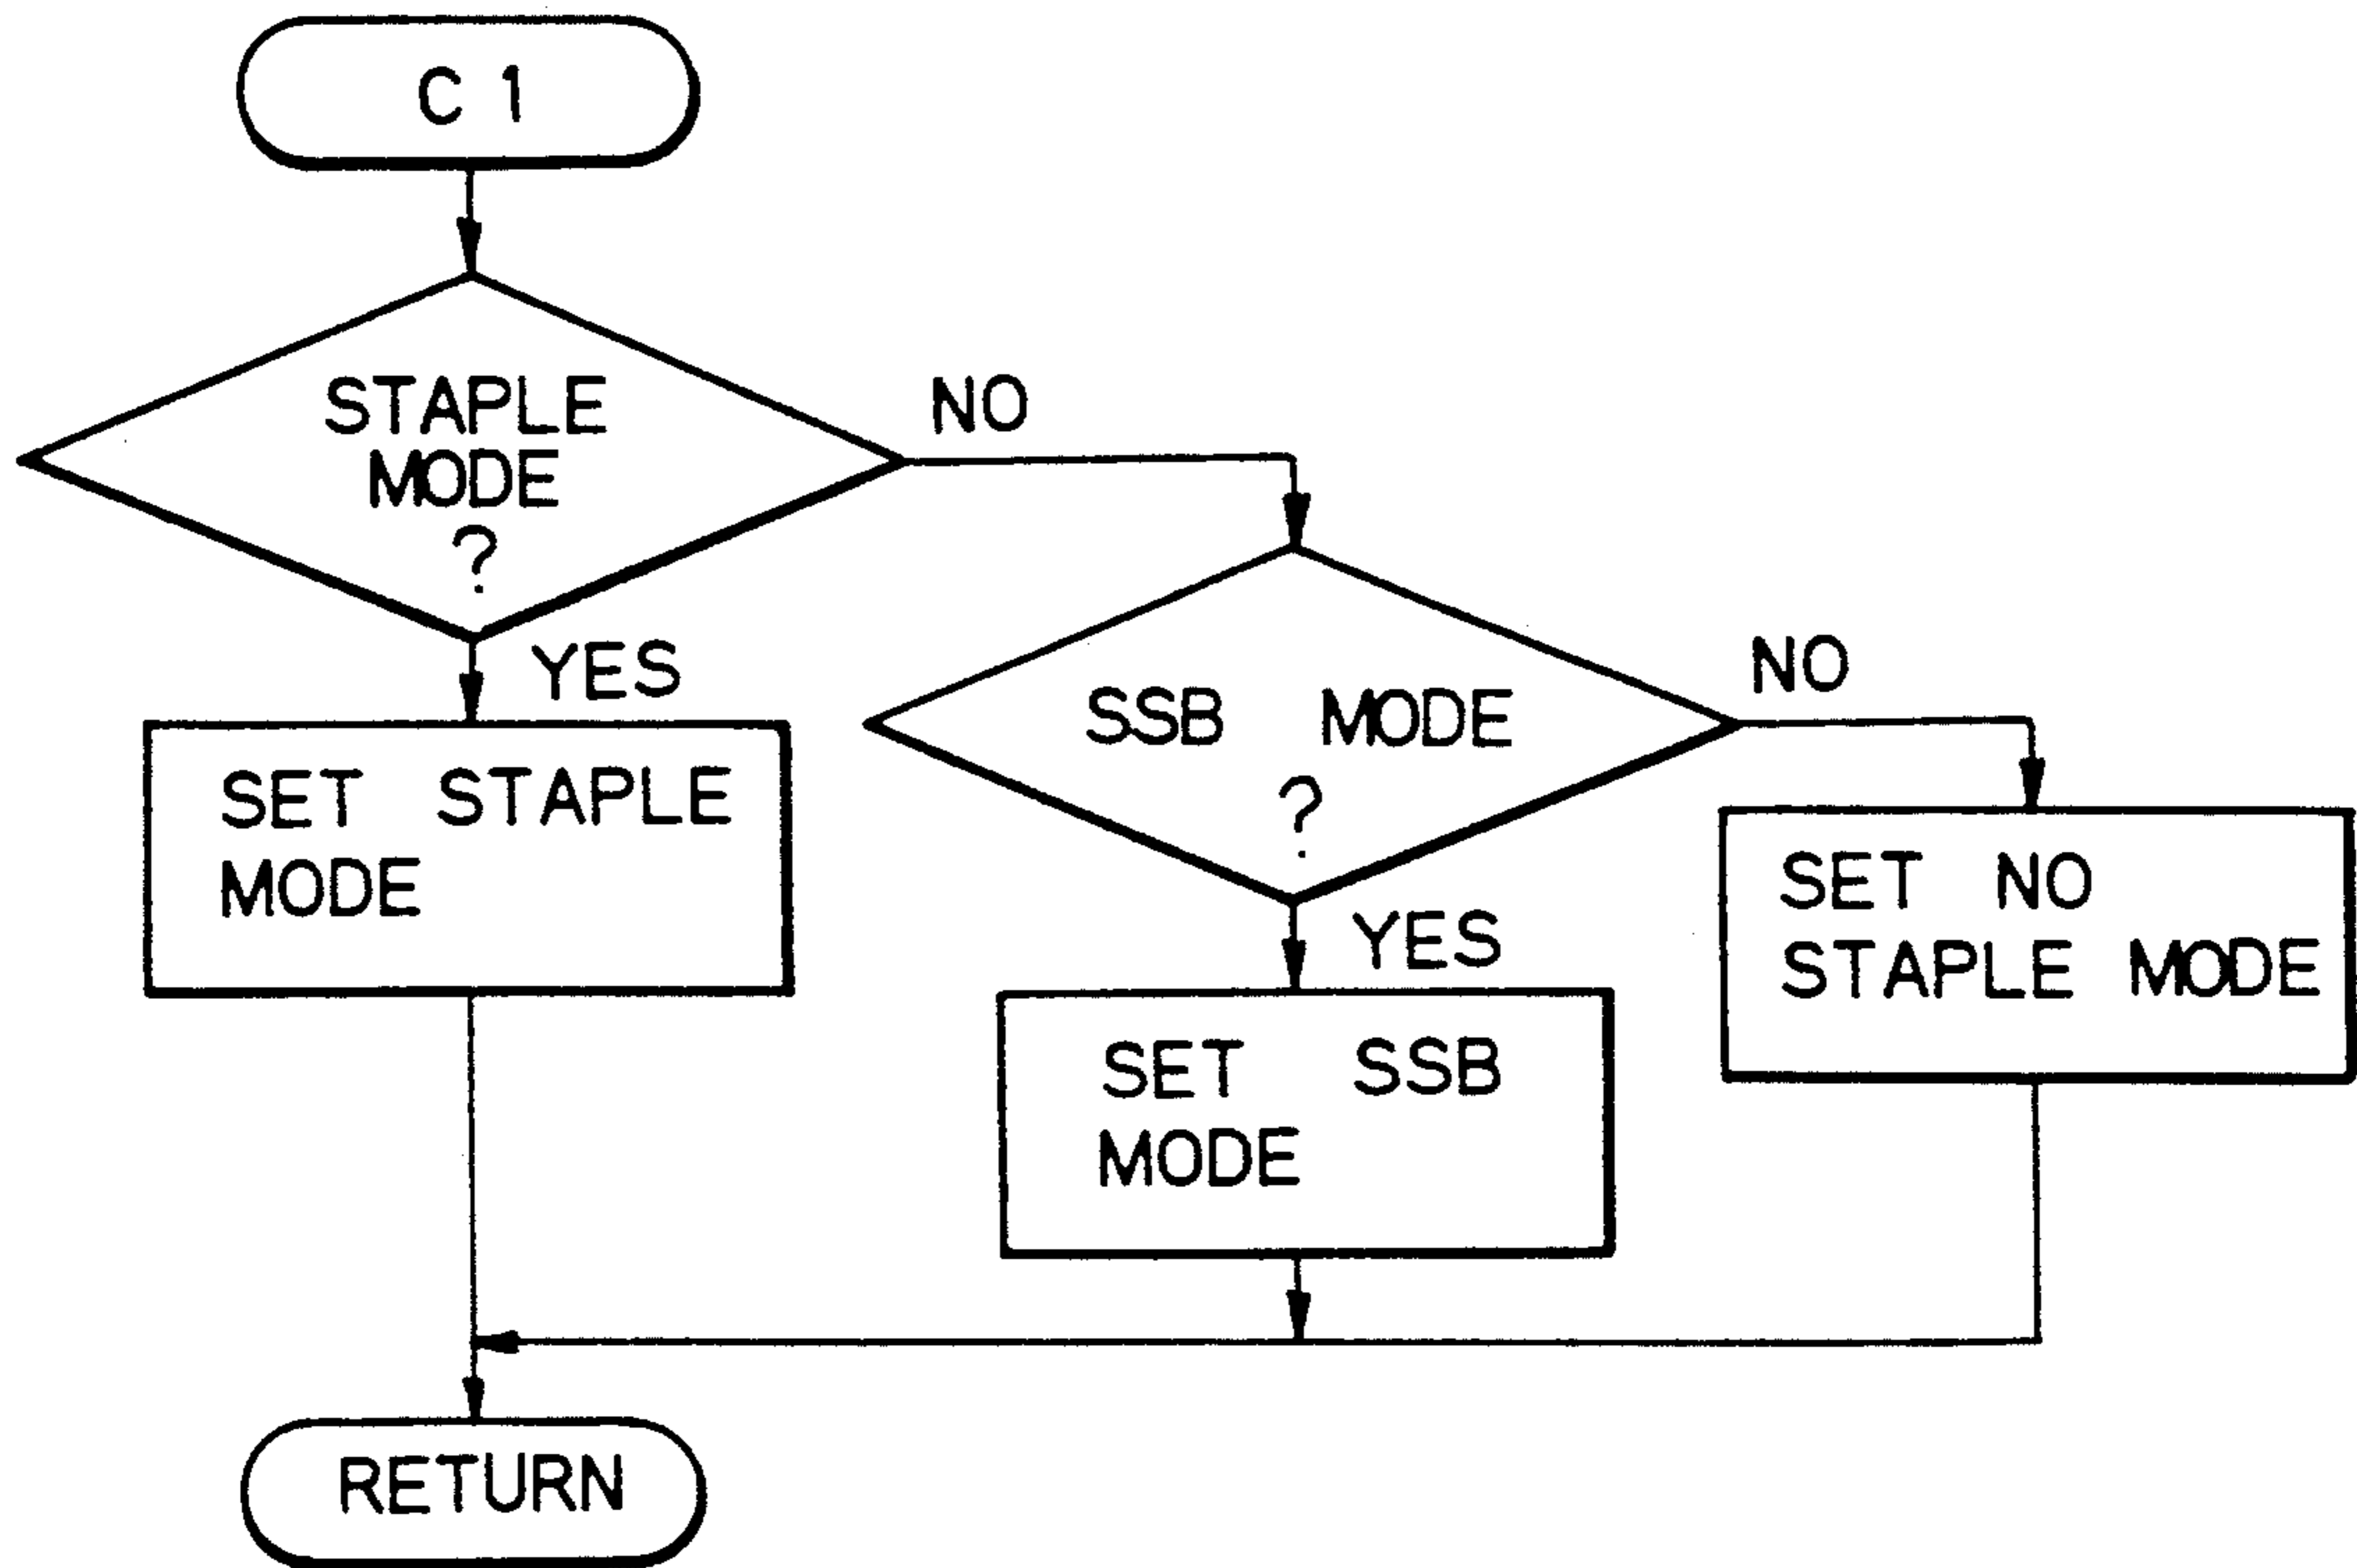 C 1
STAPLE
MODE
?
NO
YES
SET STAPLE
MODE
SSB MODE
?
NO
YES
SET SSB
MODE
SET NO
STAPLE MODE
RETURN